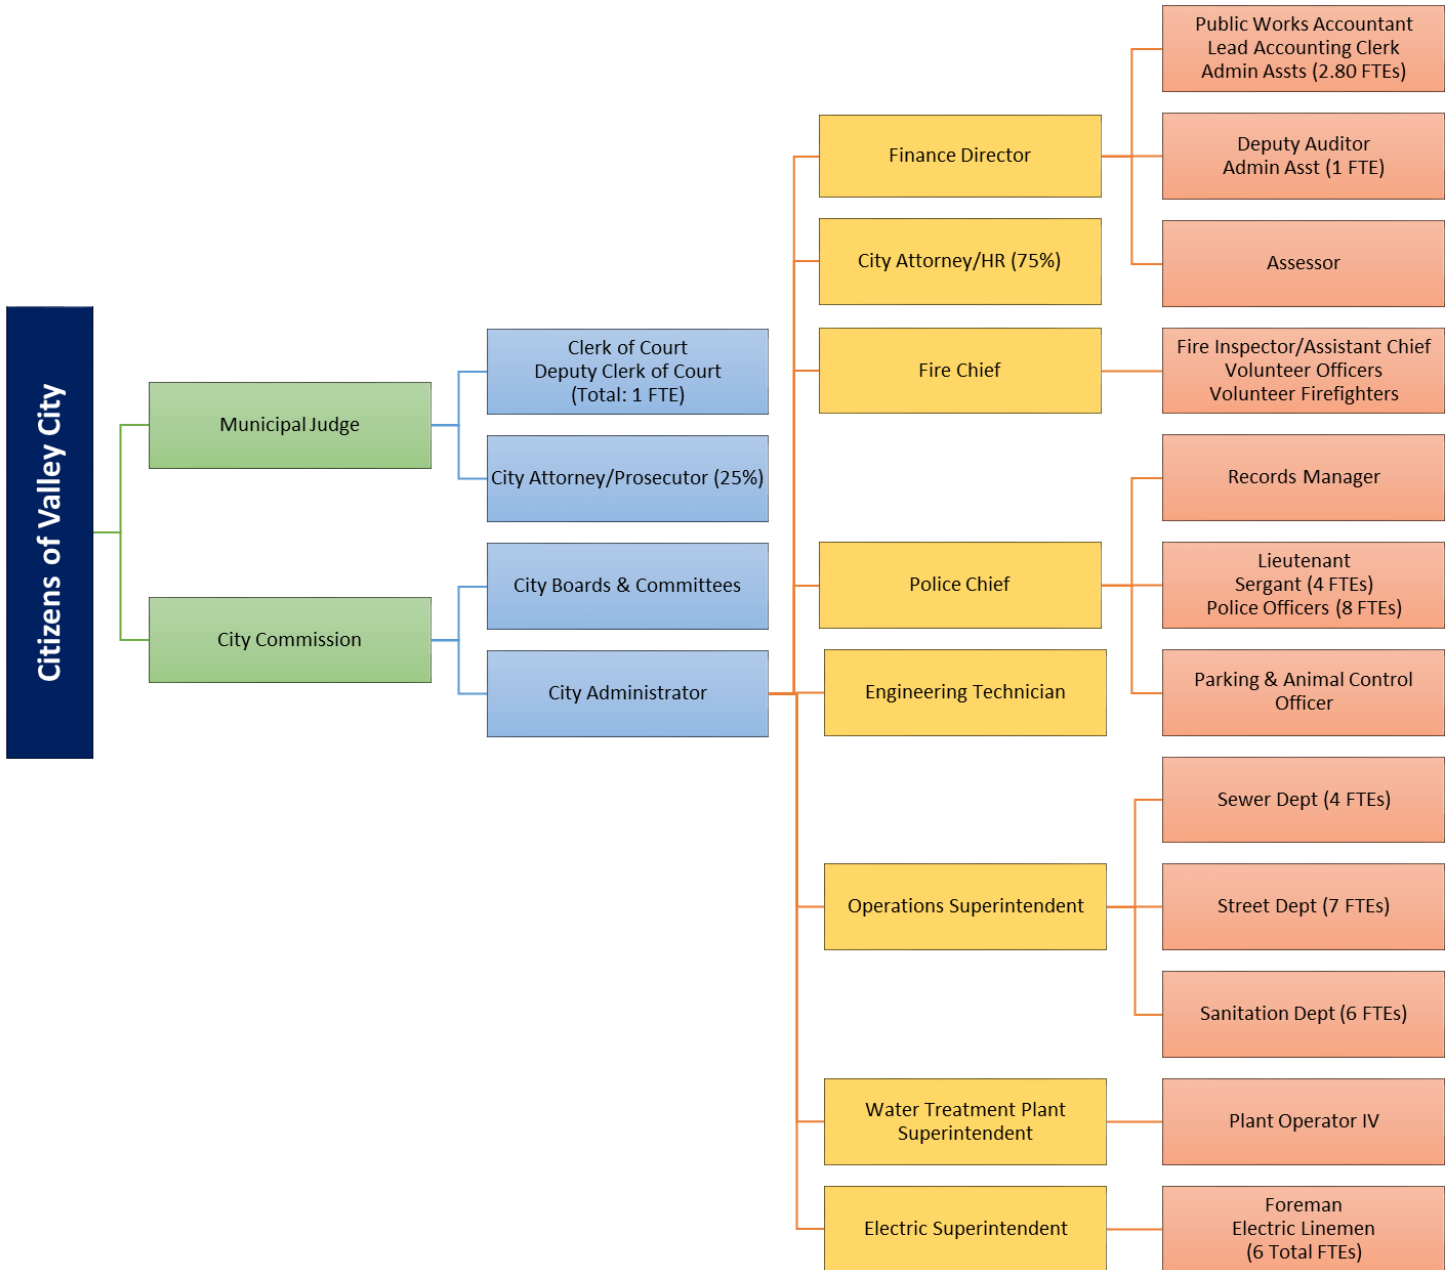 Citizens of Valley City
Municipal Judge
City Commission
Clerk of Court
Deputy Clerk of Court
(Total: 1 FTE)
City Attorney/Prosecutor (25%)
City Boards & Committees
City Administrator
Finance Director
City Attorney/HR (75%)
Fire Chief
Police Chief
Engineering Technician
Operations Superintendent
Water Treatment Plant
Superintendent
Electric Superintendent
Public Works Accountant
Lead Accounting Clerk
Admin Assts (2.80 FTEs)
Deputy Auditor
Admin Asst (1 FTE)
Assessor
Fire Inspector/Assistant Chief
Volunteer Officers
Volunteer Firefighters
Records Manager
Lieutenant
Sergant (4 FTEs)
Police Officers (8 FTEs)
Parking & Animal Control
Officer
Sewer Dept (4 FTEs)
Street Dept (7 FTEs)
Sanitation Dept (6 FTEs)
Plant Operator IV
Foreman
Electric Linemen
(6 Total FTEs)